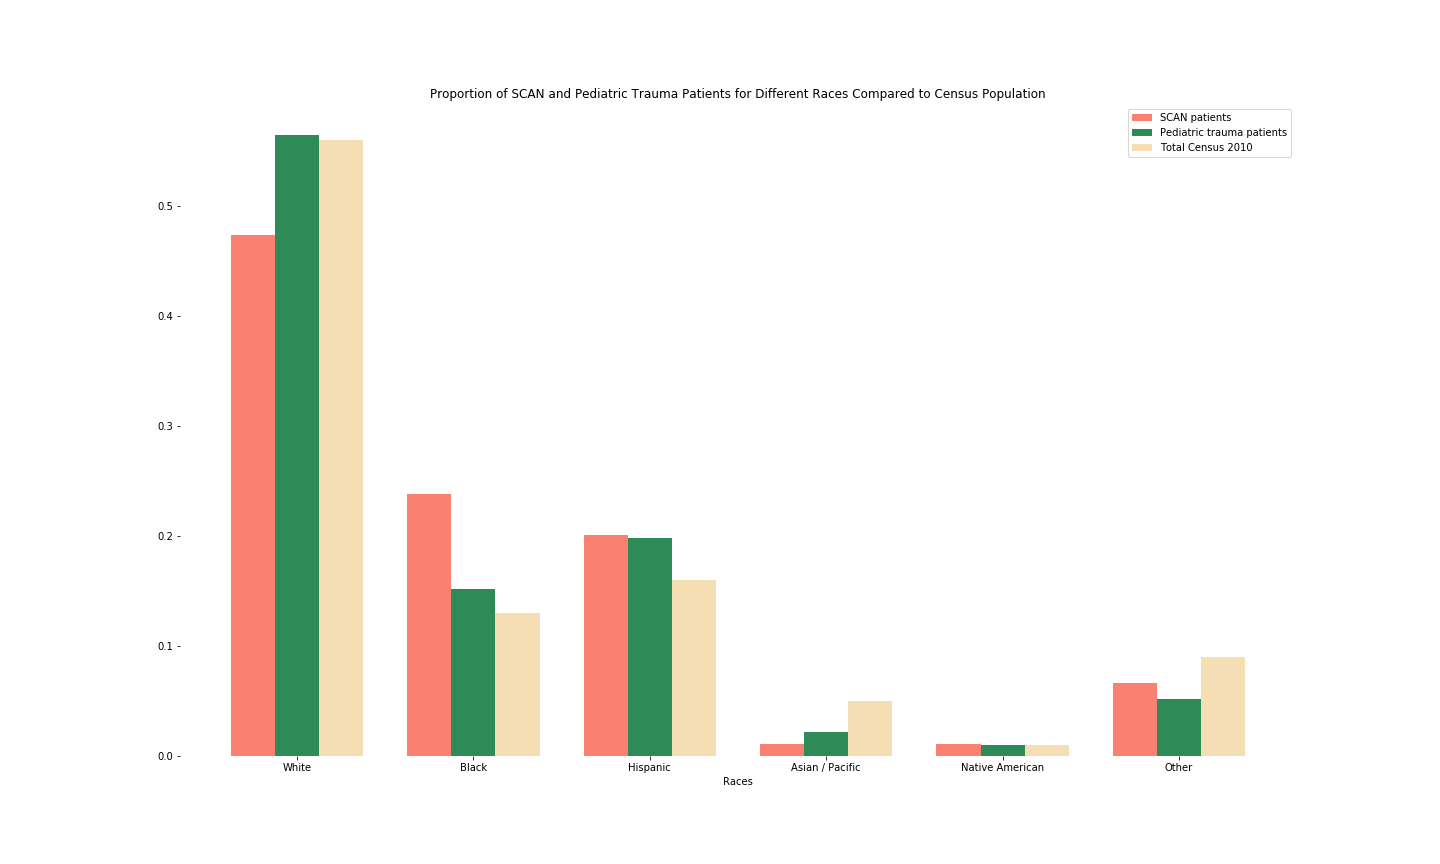 Proportion of SCAN and Pediatric Trauma Patients for Different Races Compared to Census Population
SCAN patients
Pediatric trauma patients
Total Census 2010
0.5
0.4
0.3
0.2
0.1
0.0
White Black Hispanic Asian / Pacific Native American Other
Races